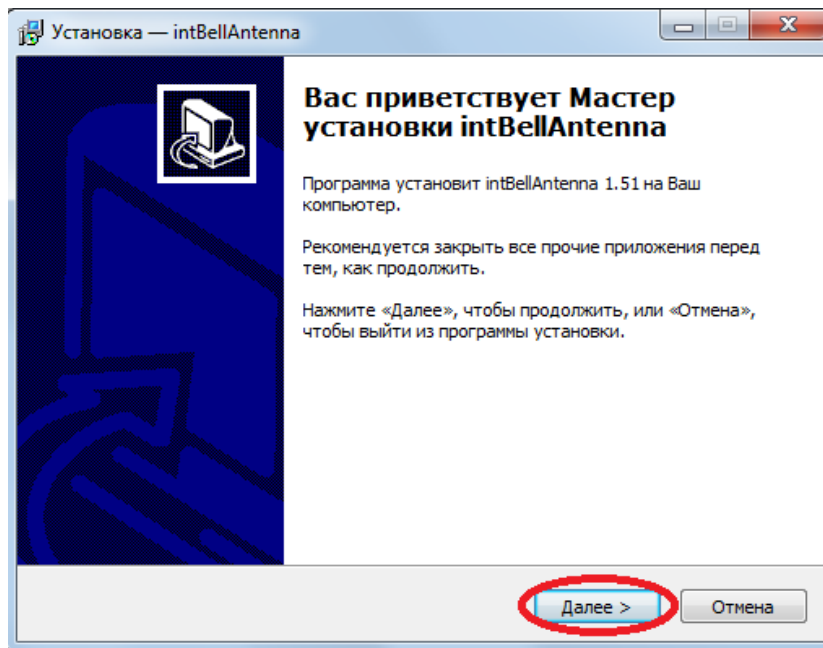 Установка — intBellAntenna
Вас приветствует Мастер
установки intBellAntenna
Программа установит intBellAntenna 1.51 на Ваш
компьютер.
Рекомендуется закрыть все прочие приложения перед
тем, как продолжить.
Нажмите «Далее», чтобы продолжить, или «Отмена»,
чтобы выйти из программы установки.
Далее >
Отмена